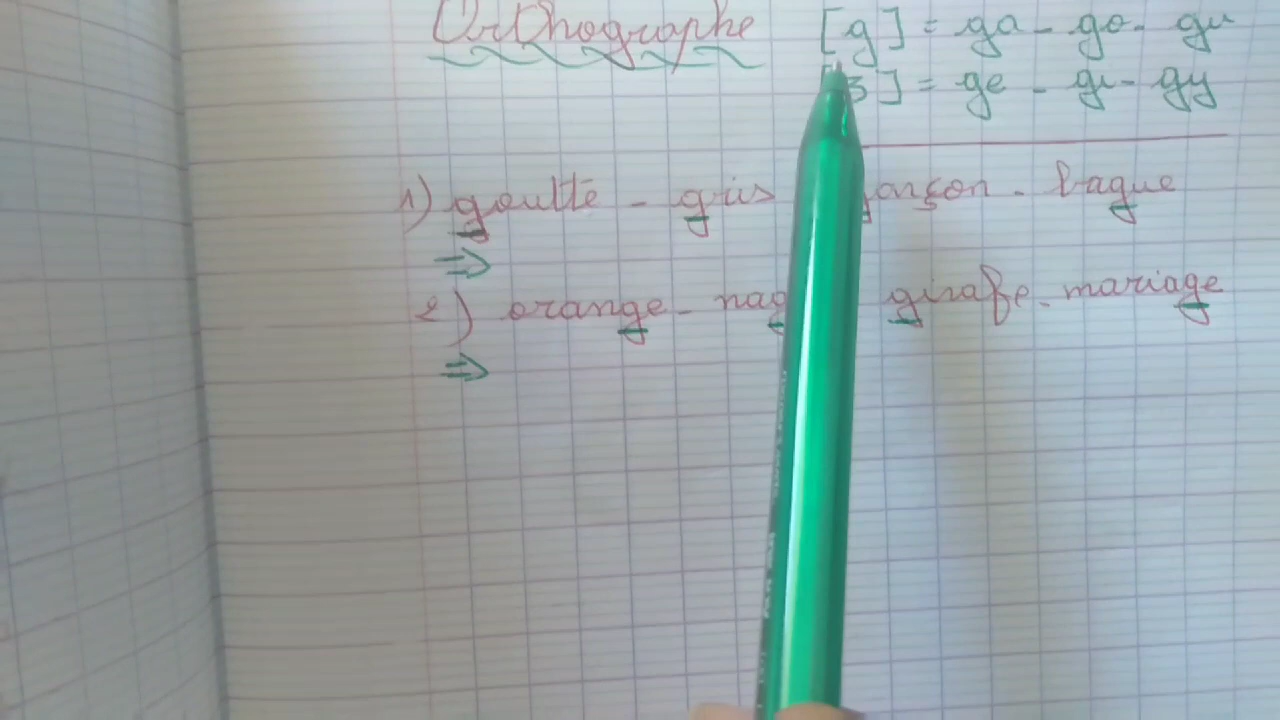 Orthographe [g] = ga - go - gu
[ʒ] = ge - gi - gy
1) goutte - gris garçon - bague
⇒
2) orange - nag girafe - mariage
⇒